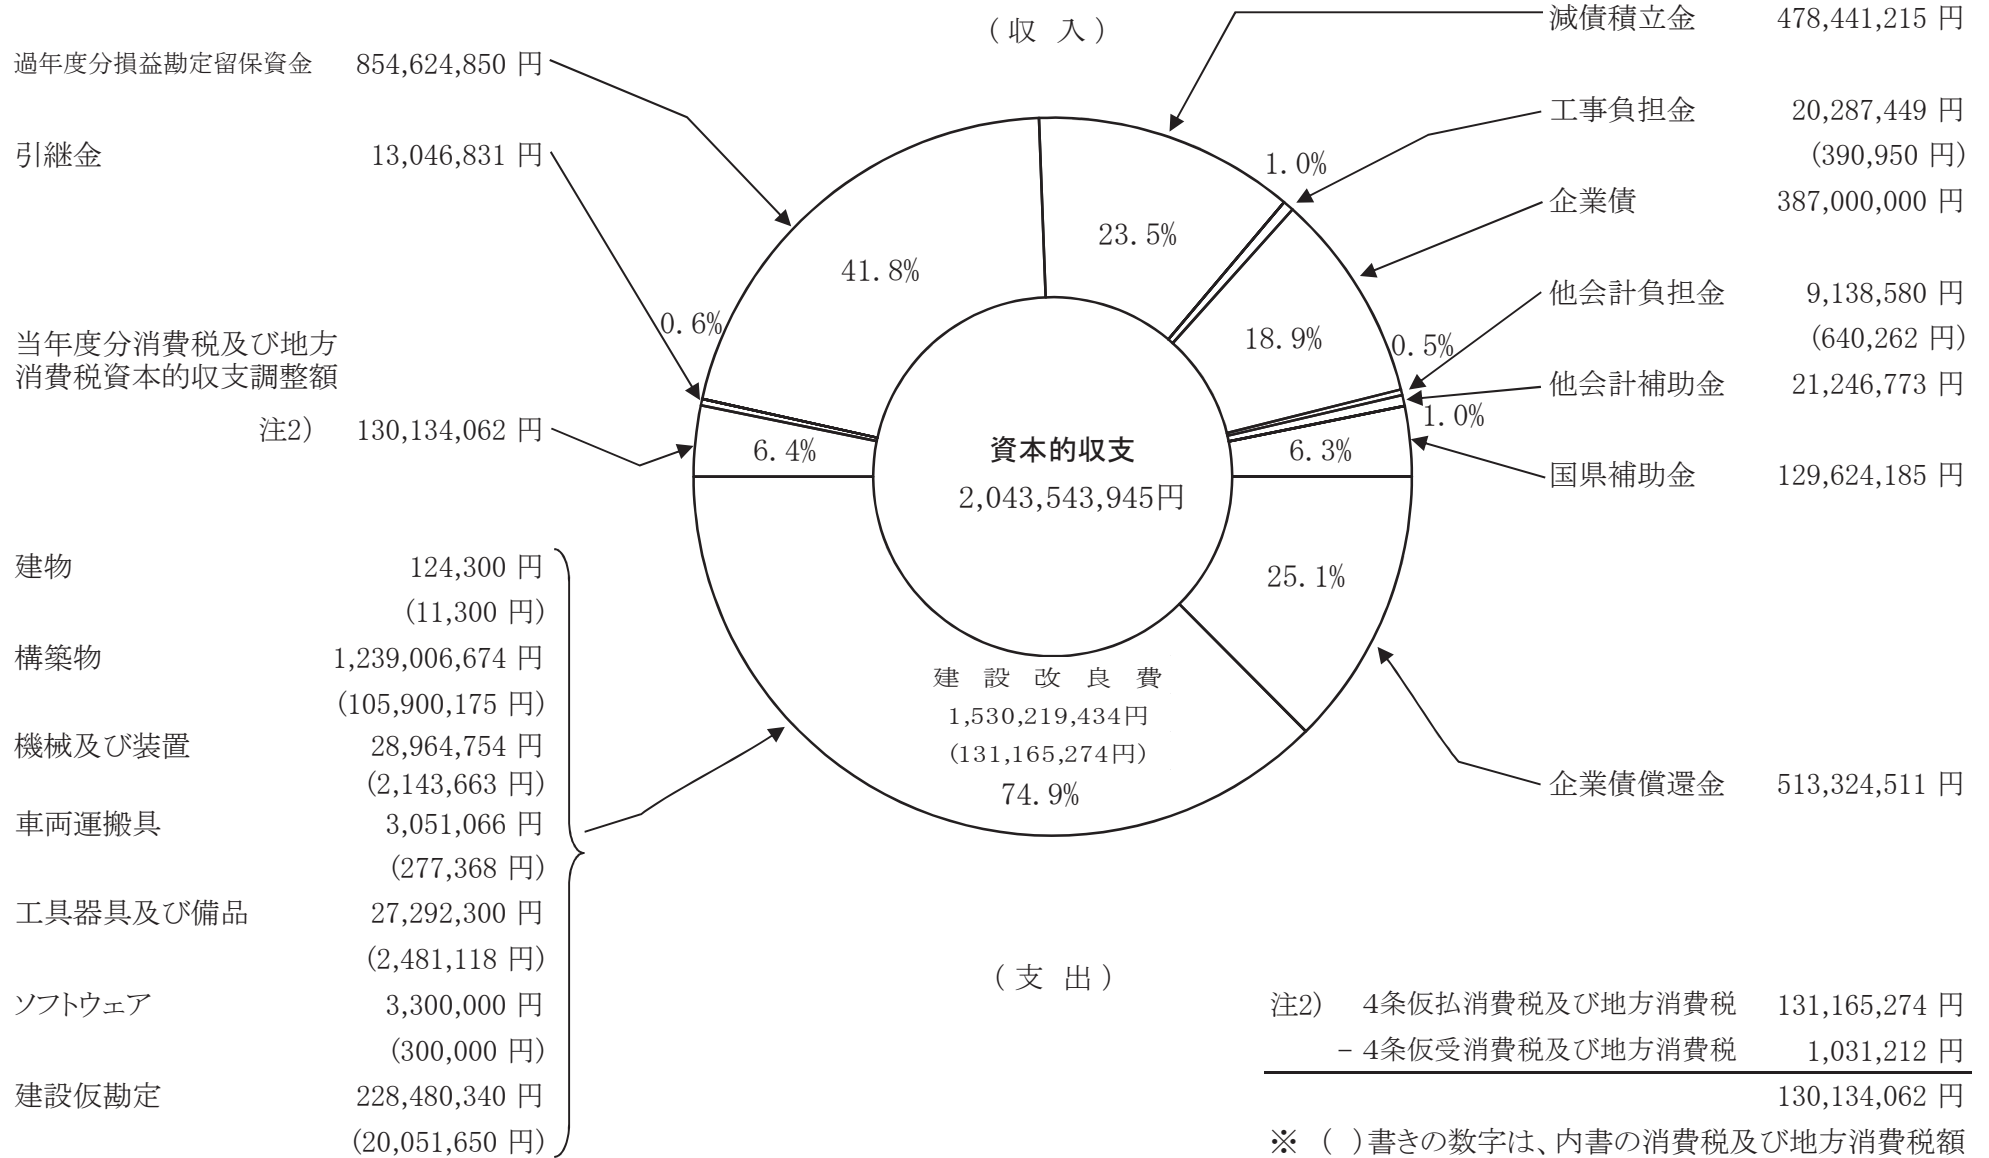 （収 入）
過年度分損益勘定留保資金 854,624,850 円
引継金 13,046,831 円
当年度分消費税及び地方
消費税資本的収支調整額
注2） 130,134,062 円
減債積立金 478,441,215 円
工事負担金 20,287,449 円
(390,950 円)
企業債 387,000,000 円
他会計負担金 9,138,580 円
(640,262 円)
他会計補助金 21,246,773 円
国県補助金 129,624,185 円
1.0%
23.5%
41.8%
0.6%
18.9%
0.5%
1.0%
6.4%
6.3%
資本的収支
2,043,543,945円
25.1%
建設改良費
1,530,219,434円
(131,165,274円)
74.9%
企業債償還金 513,324,511 円
建物 124,300 円
(11,300 円)
構築物 1,239,006,674 円
(105,900,175 円)
機械及び装置 28,964,754 円
(2,143,663 円)
車両運搬具 3,051,066 円
(277,368 円)
工具器具及び備品 27,292,300 円
(2,481,118 円)
ソフトウェア 3,300,000 円
(300,000 円)
建設仮勘定 228,480,340 円
(20,051,650 円)
（支 出）
注2） 4条仮払消費税及び地方消費税 131,165,274 円
－4条仮受消費税及び地方消費税 1,031,212 円
130,134,062 円
※（ ）書きの数字は、内書の消費税及び地方消費税額